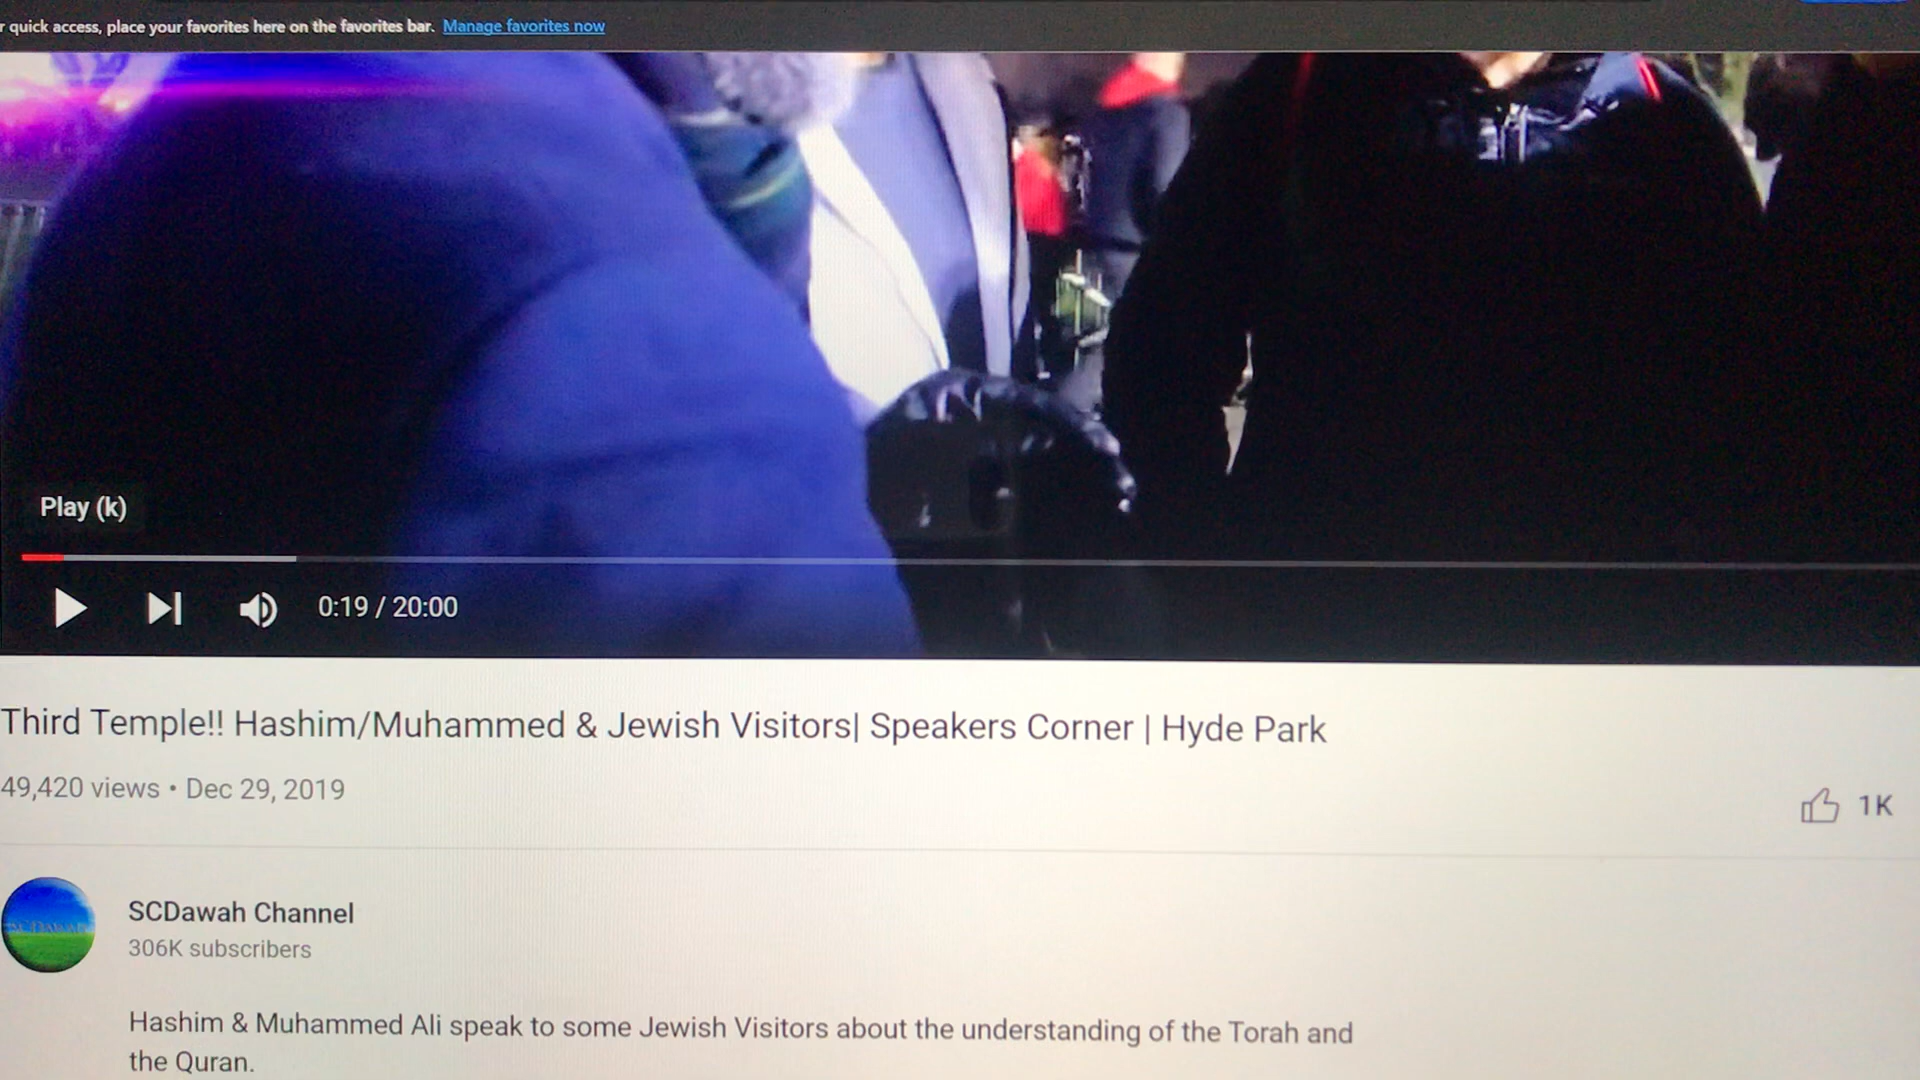 r quick access, place your favorites here on the favorites bar. Manage favorites now
Play (k)
0:19 / 20:00
Third Temple!! Hashim/Muhammed & Jewish Visitors| Speakers Corner | Hyde Park
49,420 views • Dec 29, 2019
1K
SCDawah Channel
306K subscribers
Hashim & Muhammed Ali speak to some Jewish Visitors about the understanding of the Torah and
the Quran.